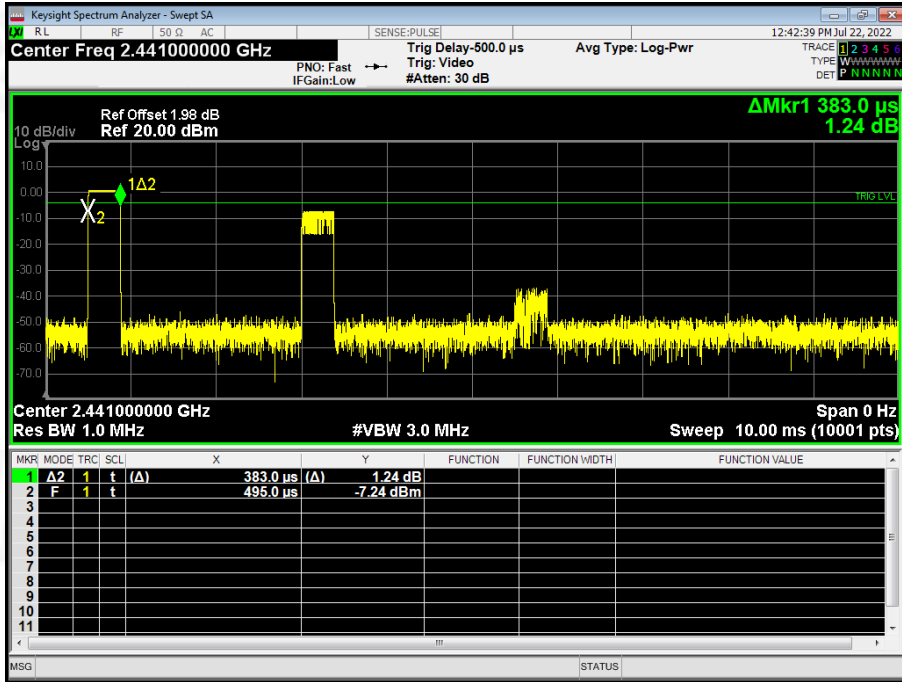 Keysight Spectrum Analyzer - Swept SA
LXI RL RF 50 Ω AC SENSE:PULSE 12:42:39 PM Jul 22, 2022
Center Freq 2.441000000 GHz
PNO: Fast
IFGain:Low
Trig Delay-500.0 µs
Trig: Video
#Atten: 30 dB
Avg Type: Log-Pwr
TRACE 1 2 3 4 5 6
TYPE WWWWWW
DET P N N N N N
ΔMkr1 383.0 µs
1.24 dB
Ref Offset 1.98 dB
10 dB/div Ref 20.00 dBm
Log
10.0
0.00
-10.0
-20.0
-30.0
-40.0
-50.0
-60.0
-70.0
1Δ2
2
TRIG LVL
Center 2.441000000 GHz Span 0 Hz
Res BW 1.0 MHz #VBW 3.0 MHz Sweep 10.00 ms (10001 pts)
MKR MODE TRC SCL X Y FUNCTION FUNCTION WIDTH FUNCTION VALUE
1 Δ2 1 t (Δ) 383.0 µs (Δ) 1.24 dB
2 F 1 t 495.0 µs -7.24 dBm
3
4
5
6
7
8
9
10
11
MSG STATUS